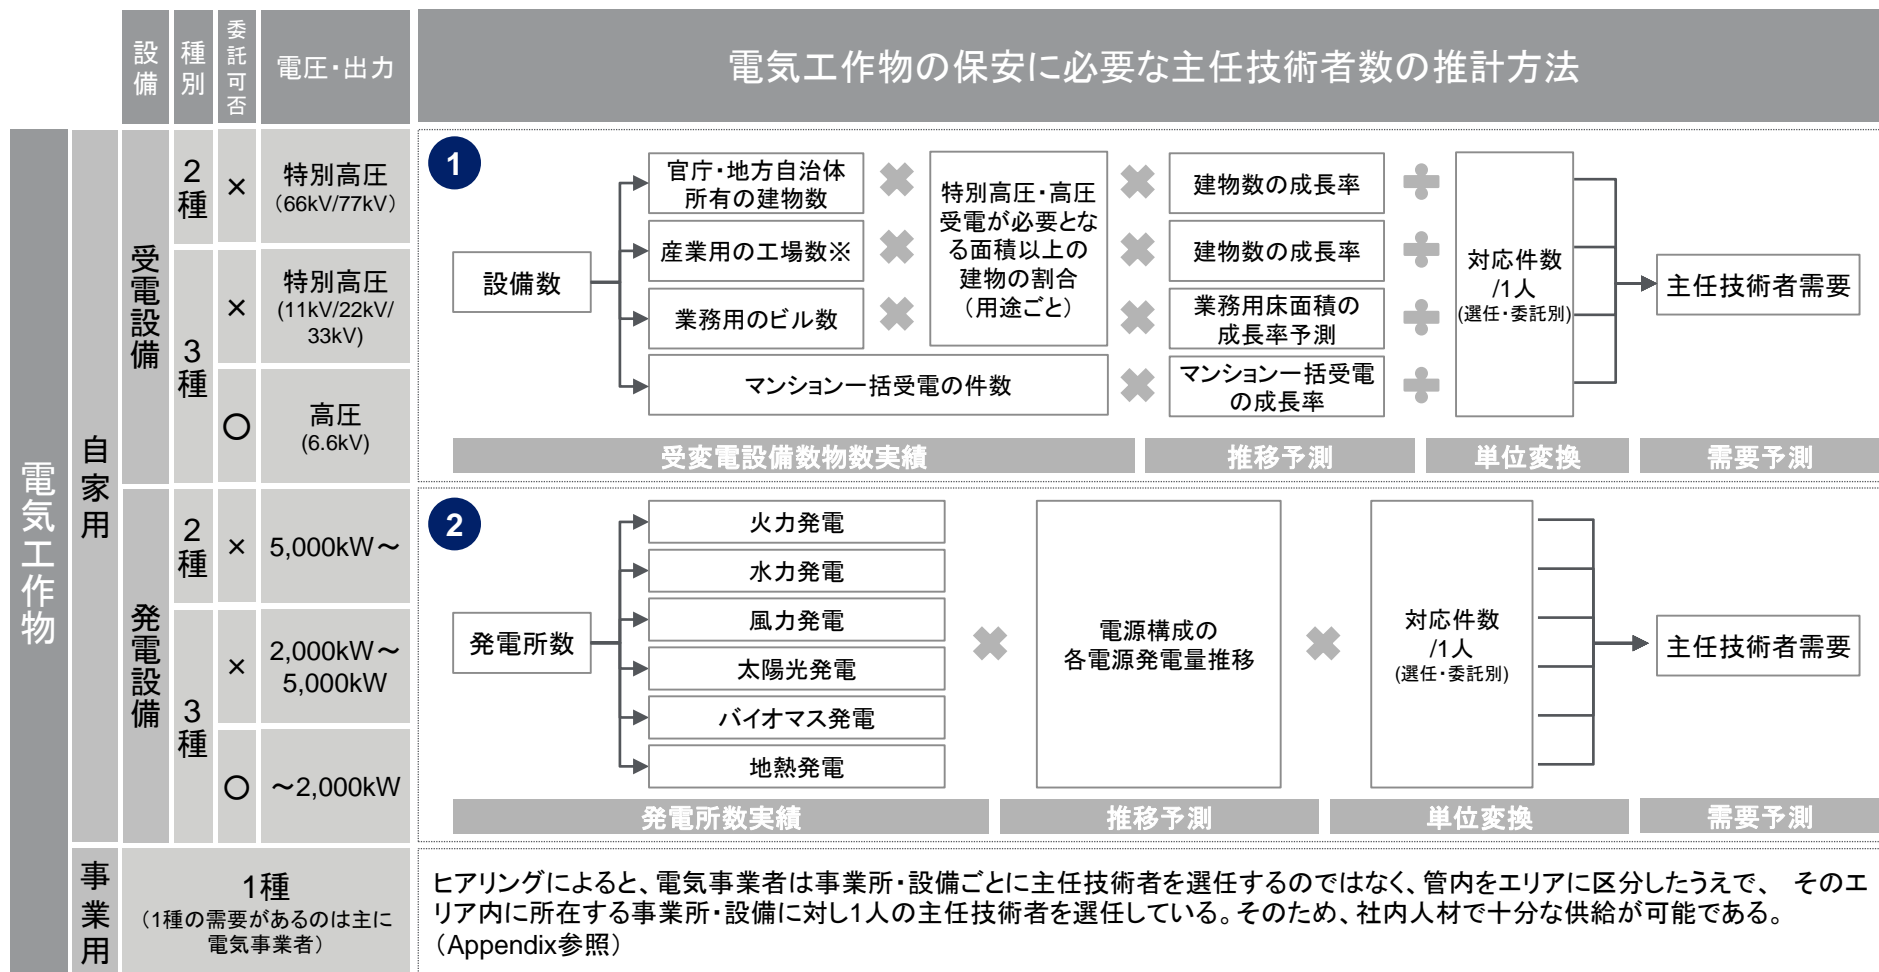 設備
種別
委託可否
電圧・出力
電気工作物の保安に必要な主任技術者数の推計方法
電気工作物
自家用
受電設備
2種
×
特別高圧
（66kV/77kV）
3種
×
特別高圧
(11kV/22kV/
33kV)
○
高圧
(6.6kV)
1
設備数
官庁・地方自治体
所有の建物数
産業用の工場数※
業務用のビル数
マンション一括受電の件数
特別高圧・高圧
受電が必要とな
る面積以上の
建物の割合
（用途ごと）
建物数の成長率
建物数の成長率
業務用床面積の
成長率予測
マンション一括受電
の成長率
対応件数
/1人
(選任・委託別)
主任技術者需要
受変電設備数物数実績
推移予測
単位変換
需要予測
発電設備
2種
×
5,000kW～
3種
×
2,000kW～
5,000kW
○
～2,000kW
2
発電所数
火力発電
水力発電
風力発電
太陽光発電
バイオマス発電
地熱発電
電源構成の
各電源発電量推移
対応件数
/1人
(選任・委託別)
主任技術者需要
発電所数実績
推移予測
単位変換
需要予測
事業用
1種
（1種の需要があるのは主に
電気事業者）
ヒアリングによると、電気事業者は事業所・設備ごとに主任技術者を選任するのではなく、管内をエリアに区分したうえで、　そのエ
リア内に所在する事業所・設備に対し1人の主任技術者を選任している。そのため、社内人材で十分な供給が可能である。
（Appendix参照）